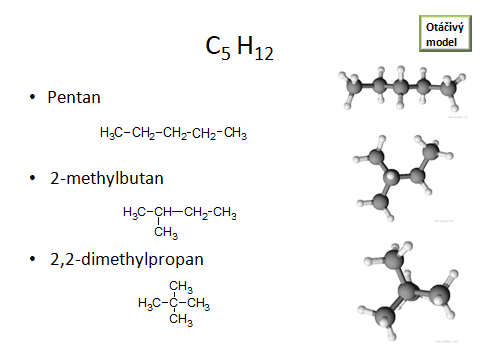 C5 H12
Otáčivý
model
• Pentan
H3C-CH2-CH2-CH2-CH3
• 2-methylbutan
H3C-CH-CH2-CH3
CH3
• 2,2-dimethylpropan
CH3
H3C-C-CH3
CH3